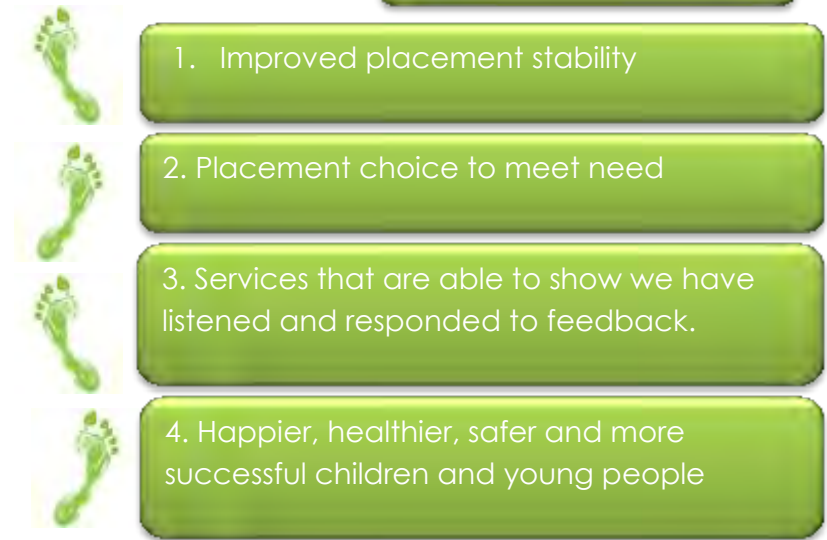 1. Improved placement stability
2. Placement choice to meet need
3. Services that are able to show we have
listened and responded to feedback.
4. Happier, healthier, safer and more
successful children and young people